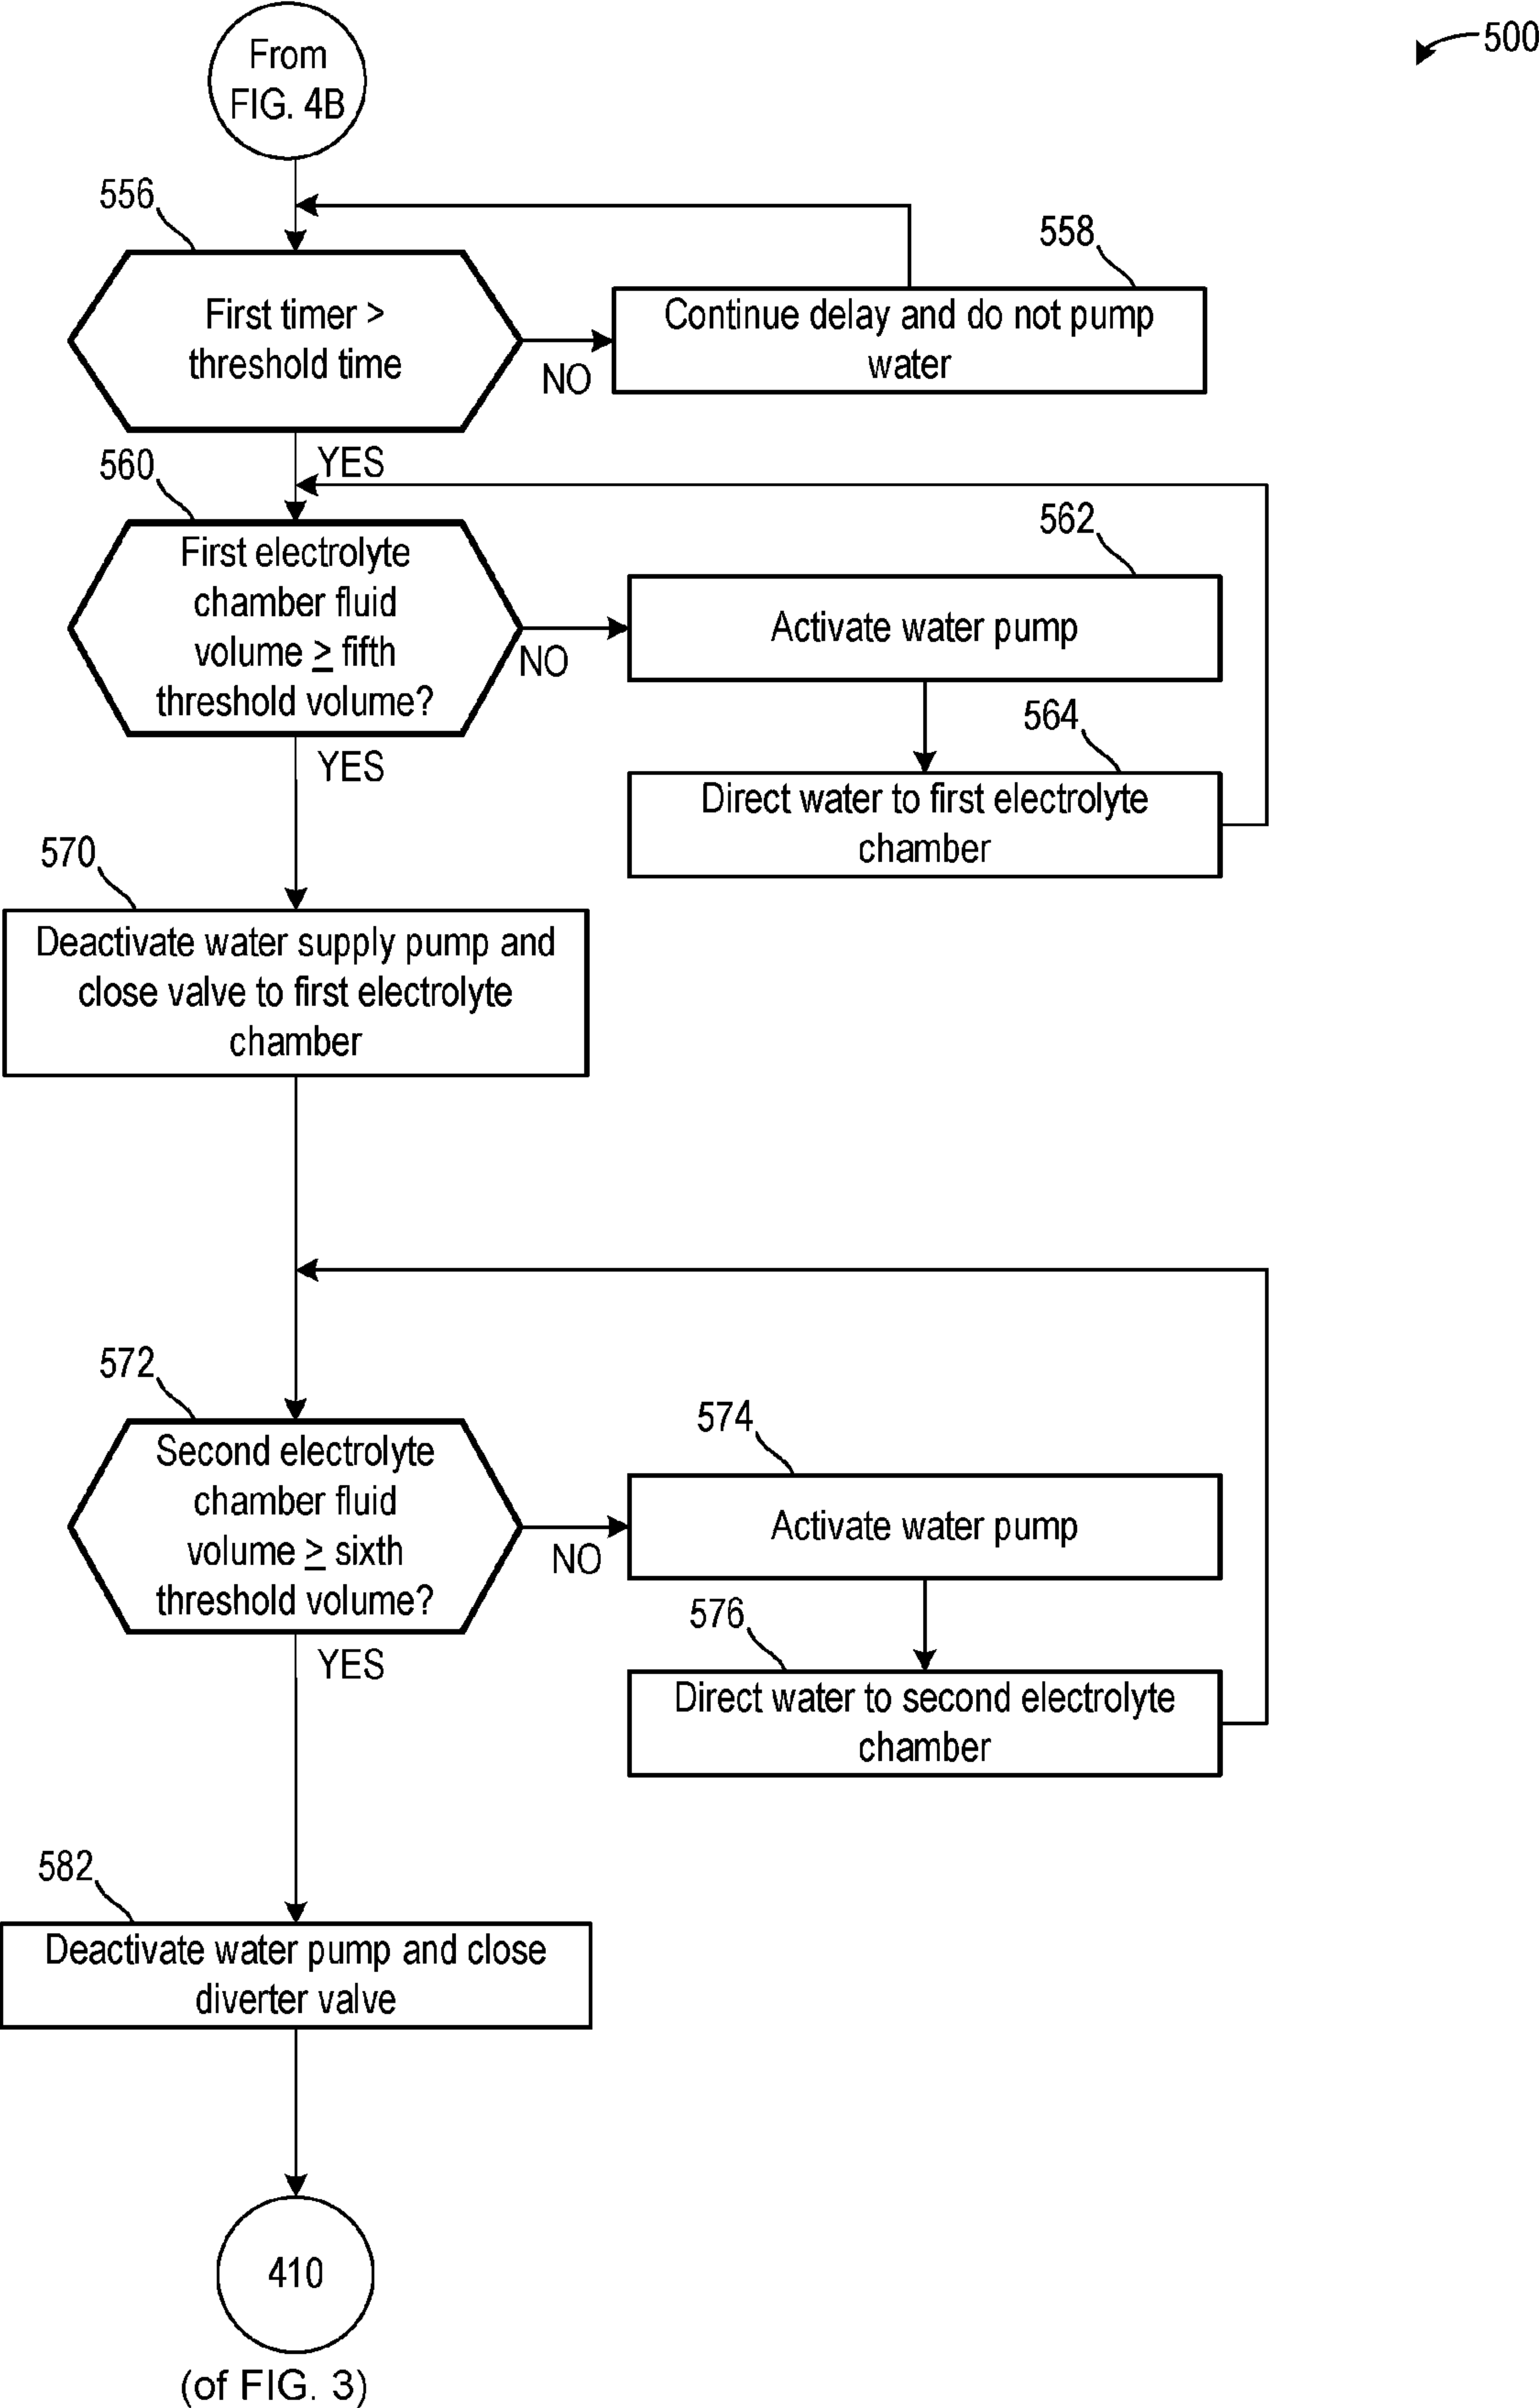 From
FIG. 4B
500
556
First timer >
threshold time
NO
558
Continue delay and do not pump
water
YES
560
First electrolyte
chamber fluid
volume ≥ fifth
threshold volume?
NO
562
Activate water pump
564
Direct water to first electrolyte
chamber
YES
570
Deactivate water supply pump and
close valve to first electrolyte
chamber
572
Second electrolyte
chamber fluid
volume ≥ sixth
threshold volume?
NO
574
Activate water pump
576
Direct water to second electrolyte
chamber
YES
582
Deactivate water pump and close
diverter valve
410
(of FIG. 3)